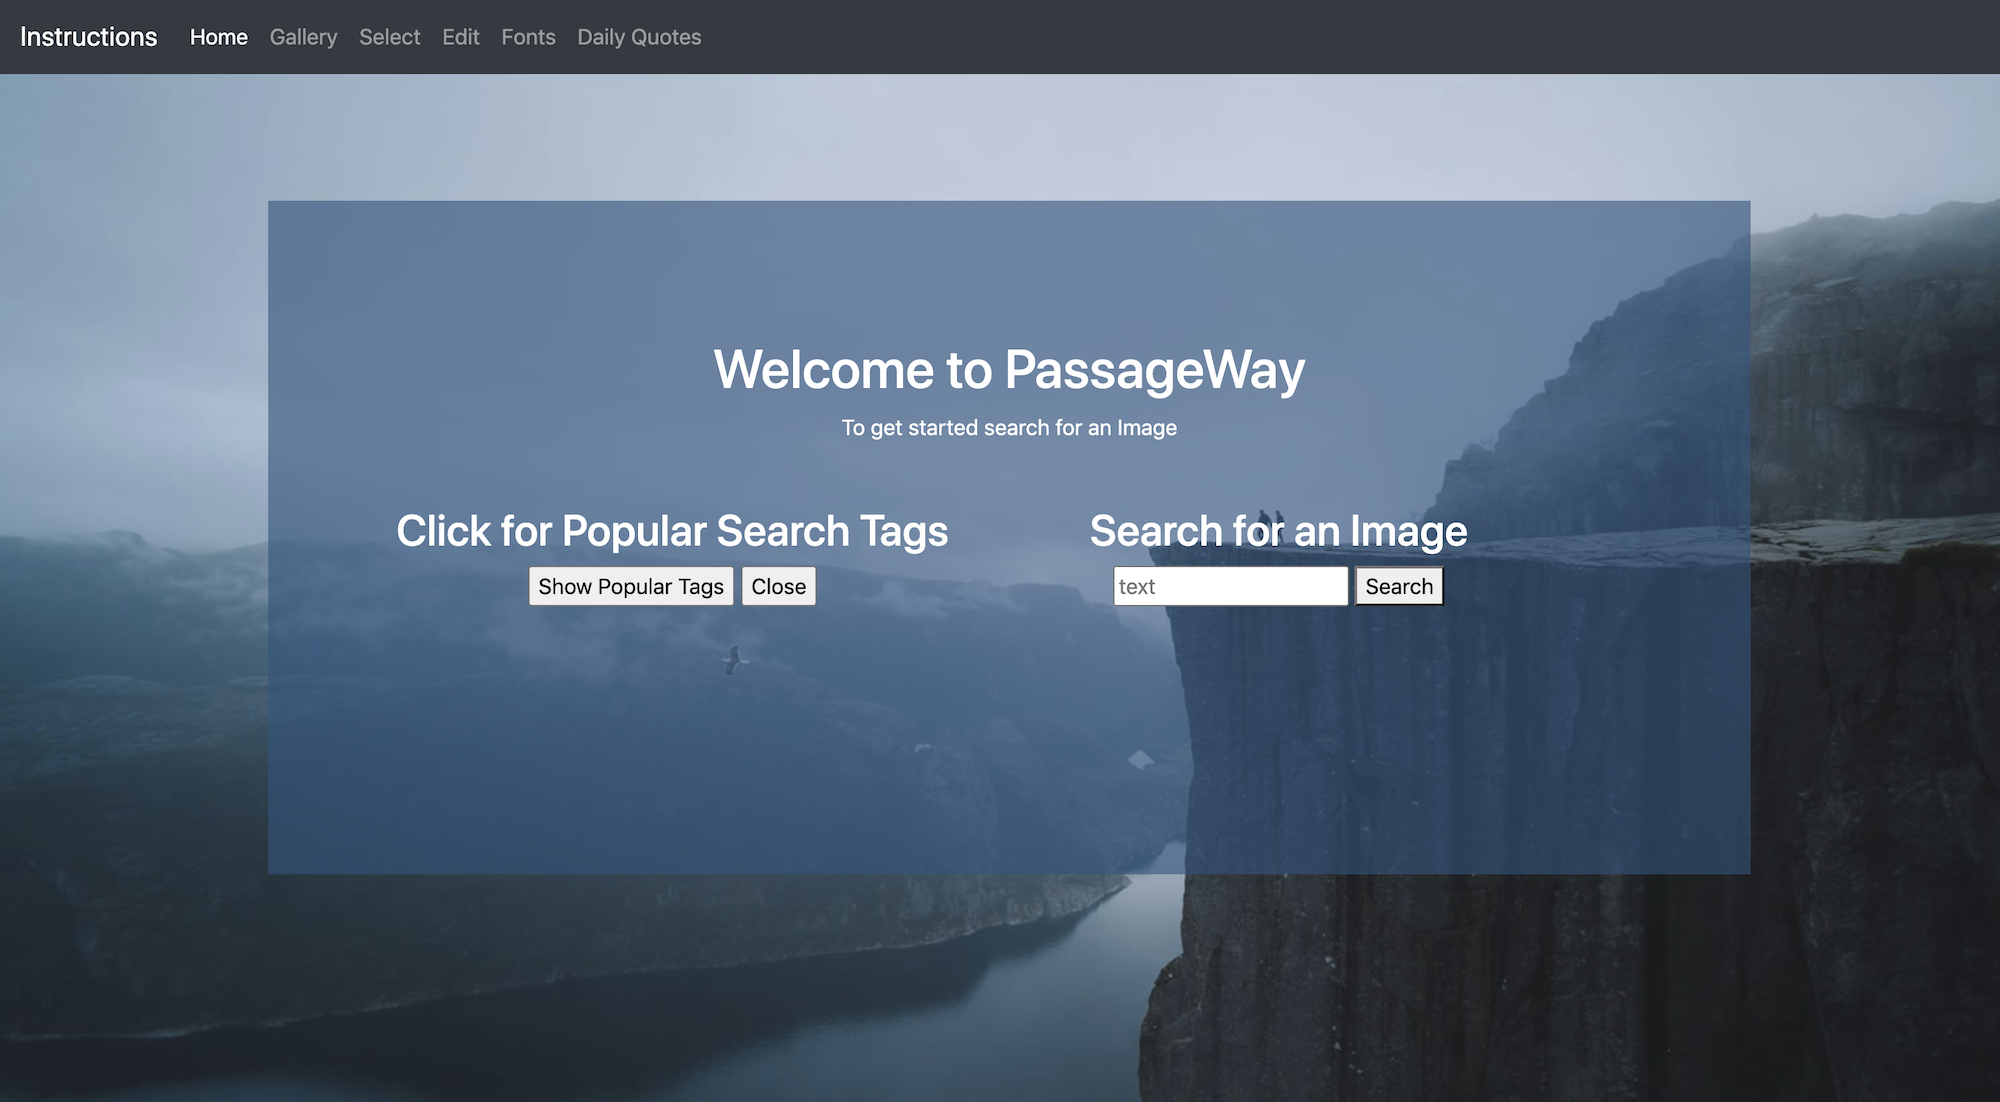 Instructions Home Gallery Select Edit Fonts Daily Quotes
Welcome to PassageWay
To get started search for an Image
Click for Popular Search Tags
Show Popular Tags Close
Search for an Image
text Search